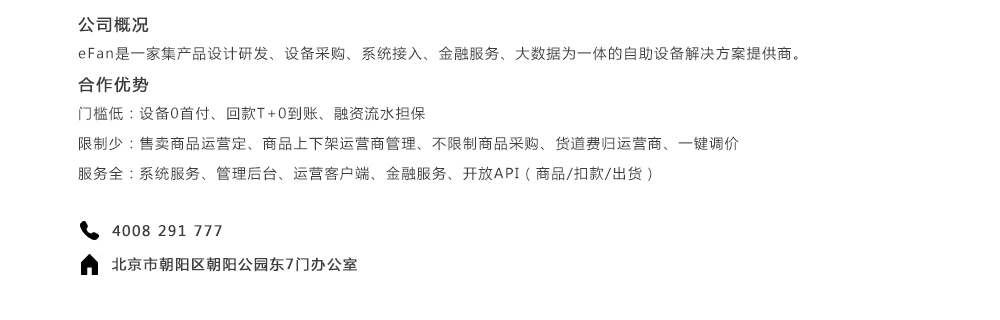 公司概况
eFan是一家集产品设计研发、设备采购、系统接入、金融服务、大数据为一体的自助设备解决方案提供商。
合作优势
门槛低：设备0首付、回款T+0到账、融资流水担保
限制少：售卖商品运营定、商品上下架运营商管理、不限制商品采购、货道费归运营商、一键调价
服务全：系统服务、管理后台、运营客户端、金融服务、开放API（商品/扣款/出货）
4008 291 777
北京市朝阳区朝阳公园东7门办公室